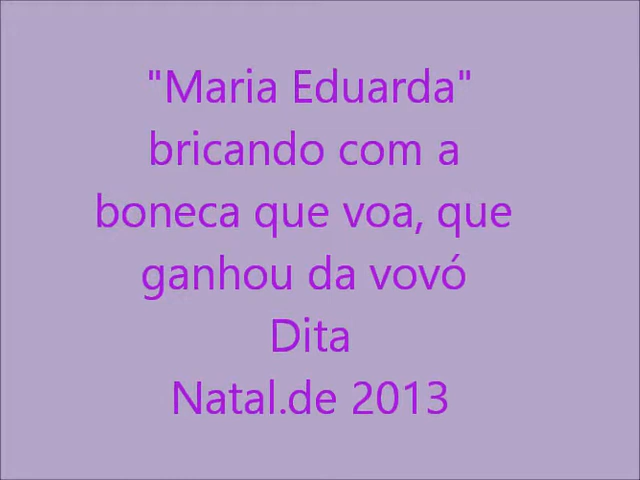 "Maria Eduarda"
bricando com a
boneca que voa, que
ganhou da vovó
Dita
Natal.de 2013